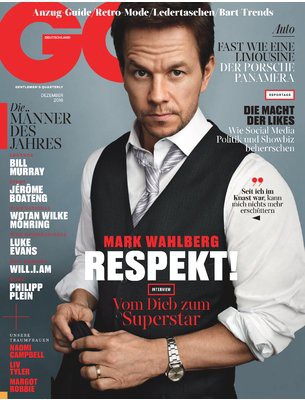 Anzug-Guide/Retro-Mode/Ledertaschen/Bart-Trends
GQ
DEUTSCHLAND
GENTLEMEN'S QUARTERLY
DEZEMBER
2016
Die
MÄNNER
DES
JAHRES
BILL
MURRAY
JÉRÔME
BOATENG
WOTAN WILKE
MÖHRING
LUKE
EVANS
WILL.I.AM
PHILIPP
PLEIN
UNSERE
TRAUMFRAUEN
NAOMI
CAMPBELL
LIV
TYLER
MARGOT
ROBBIE
Auto
FAST WIE EINE
LIMOUSINE
DER PORSCHE
PANAMERA
REPORTAGE
DIE MACHT
DER LIKES
Wie Social Media
Politik und Showbiz
beherrschen
Seit ich im
Knast war, kann
mich nichts mehr
erschüttern
MARK WAHLBERG
RESPEKT!
INTERVIEW
Vom Dieb zum
Superstar